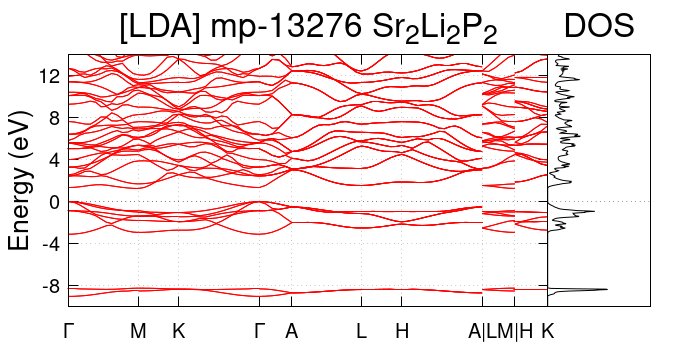 [LDA] mp-13276 Sr2Li2P2
DOS
Energy (eV)
12
8
4
0
-4
-8
Γ M K Γ A L H A|LM|H K